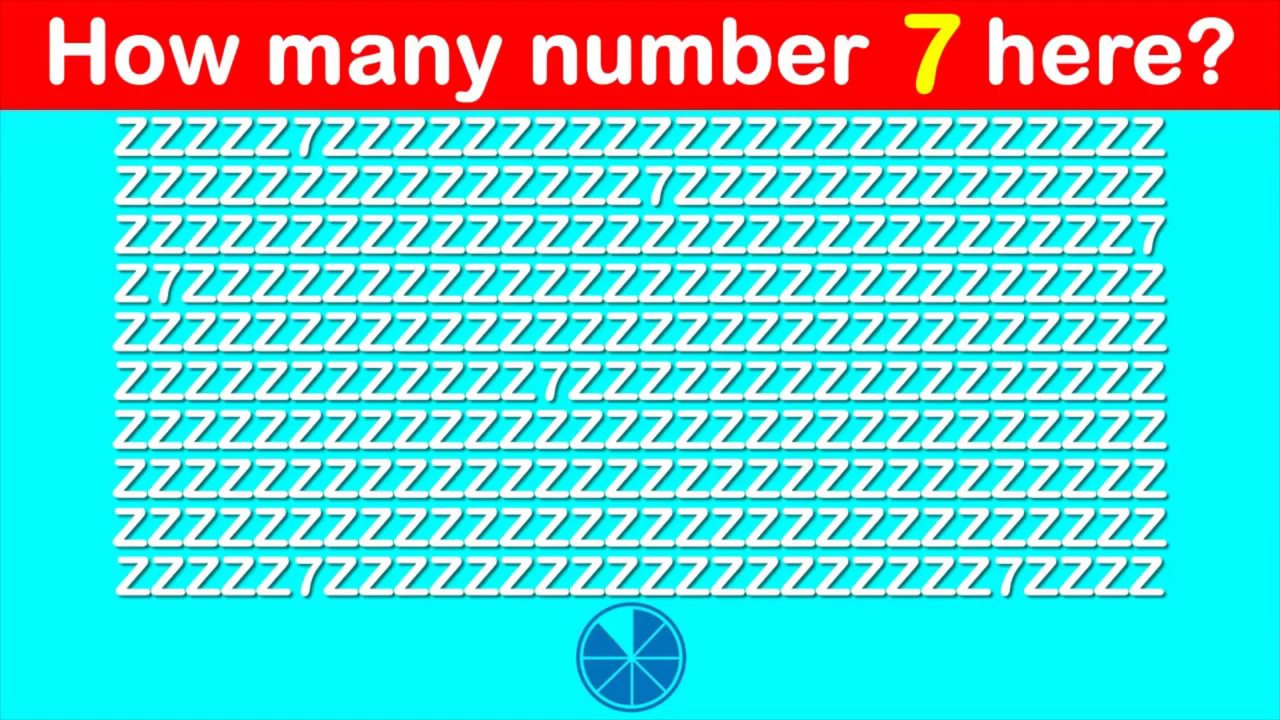 How many number 7 here?
ZZZZZ7ZZZZZZZZZZZZZZZZZZZZZZZZ
ZZZZZZZZZZZZZZZ7ZZZZZZZZZZZZZZ
ZZZZZZZZZZZZZZZZZZZZZZZZZZZZZ7
Z7ZZZZZZZZZZZZZZZZZZZZZZZZZZZZ
ZZZZZZZZZZZZZZZZZZZZZZZZZZZZZZ
ZZZZZZZZZZZZ7ZZZZZZZZZZZZZZZZZ
ZZZZZZZZZZZZZZZZZZZZZZZZZZZZZZ
ZZZZZZZZZZZZZZZZZZZZZZZZZZZZZZ
ZZZZZZZZZZZZZZZZZZZZZZZZZZZZZZ
ZZZZZ7ZZZZZZZZZZZZZZZZZZZ7ZZZZ